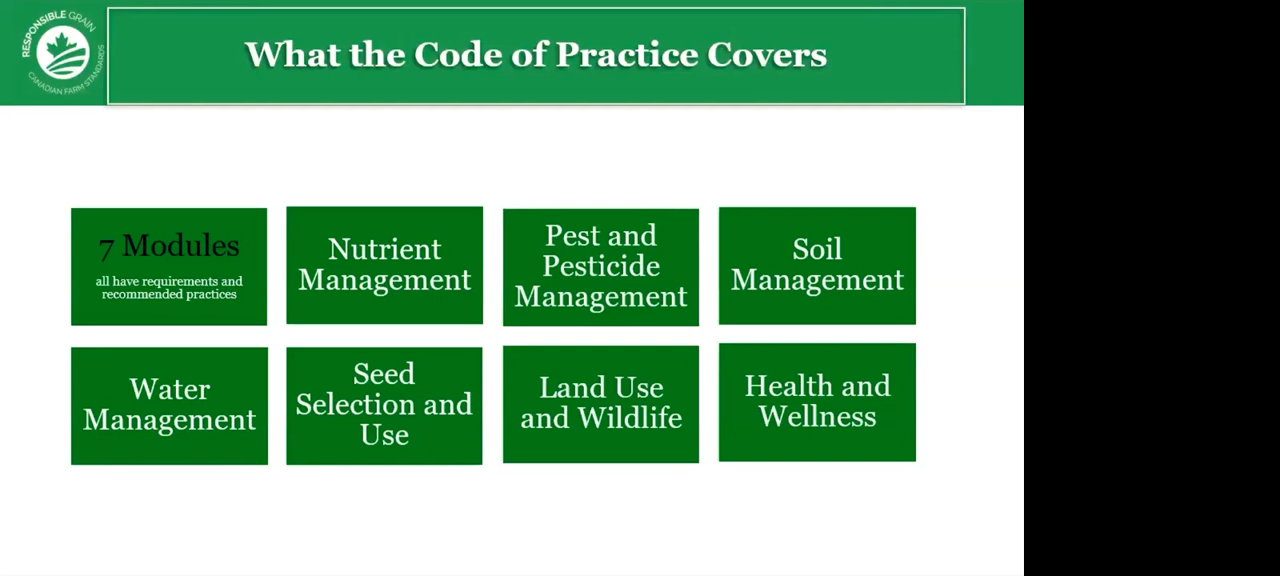 RESPONSIBLE GRAIN
CANADIAN FARM STANDARDS
What the Code of Practice Covers
7 Modules
all have requirements and
recommended practices
Nutrient
Management
Pest and
Pesticide
Management
Soil
Management
Water
Management
Seed
Selection and
Use
Land Use
and Wildlife
Health and
Wellness